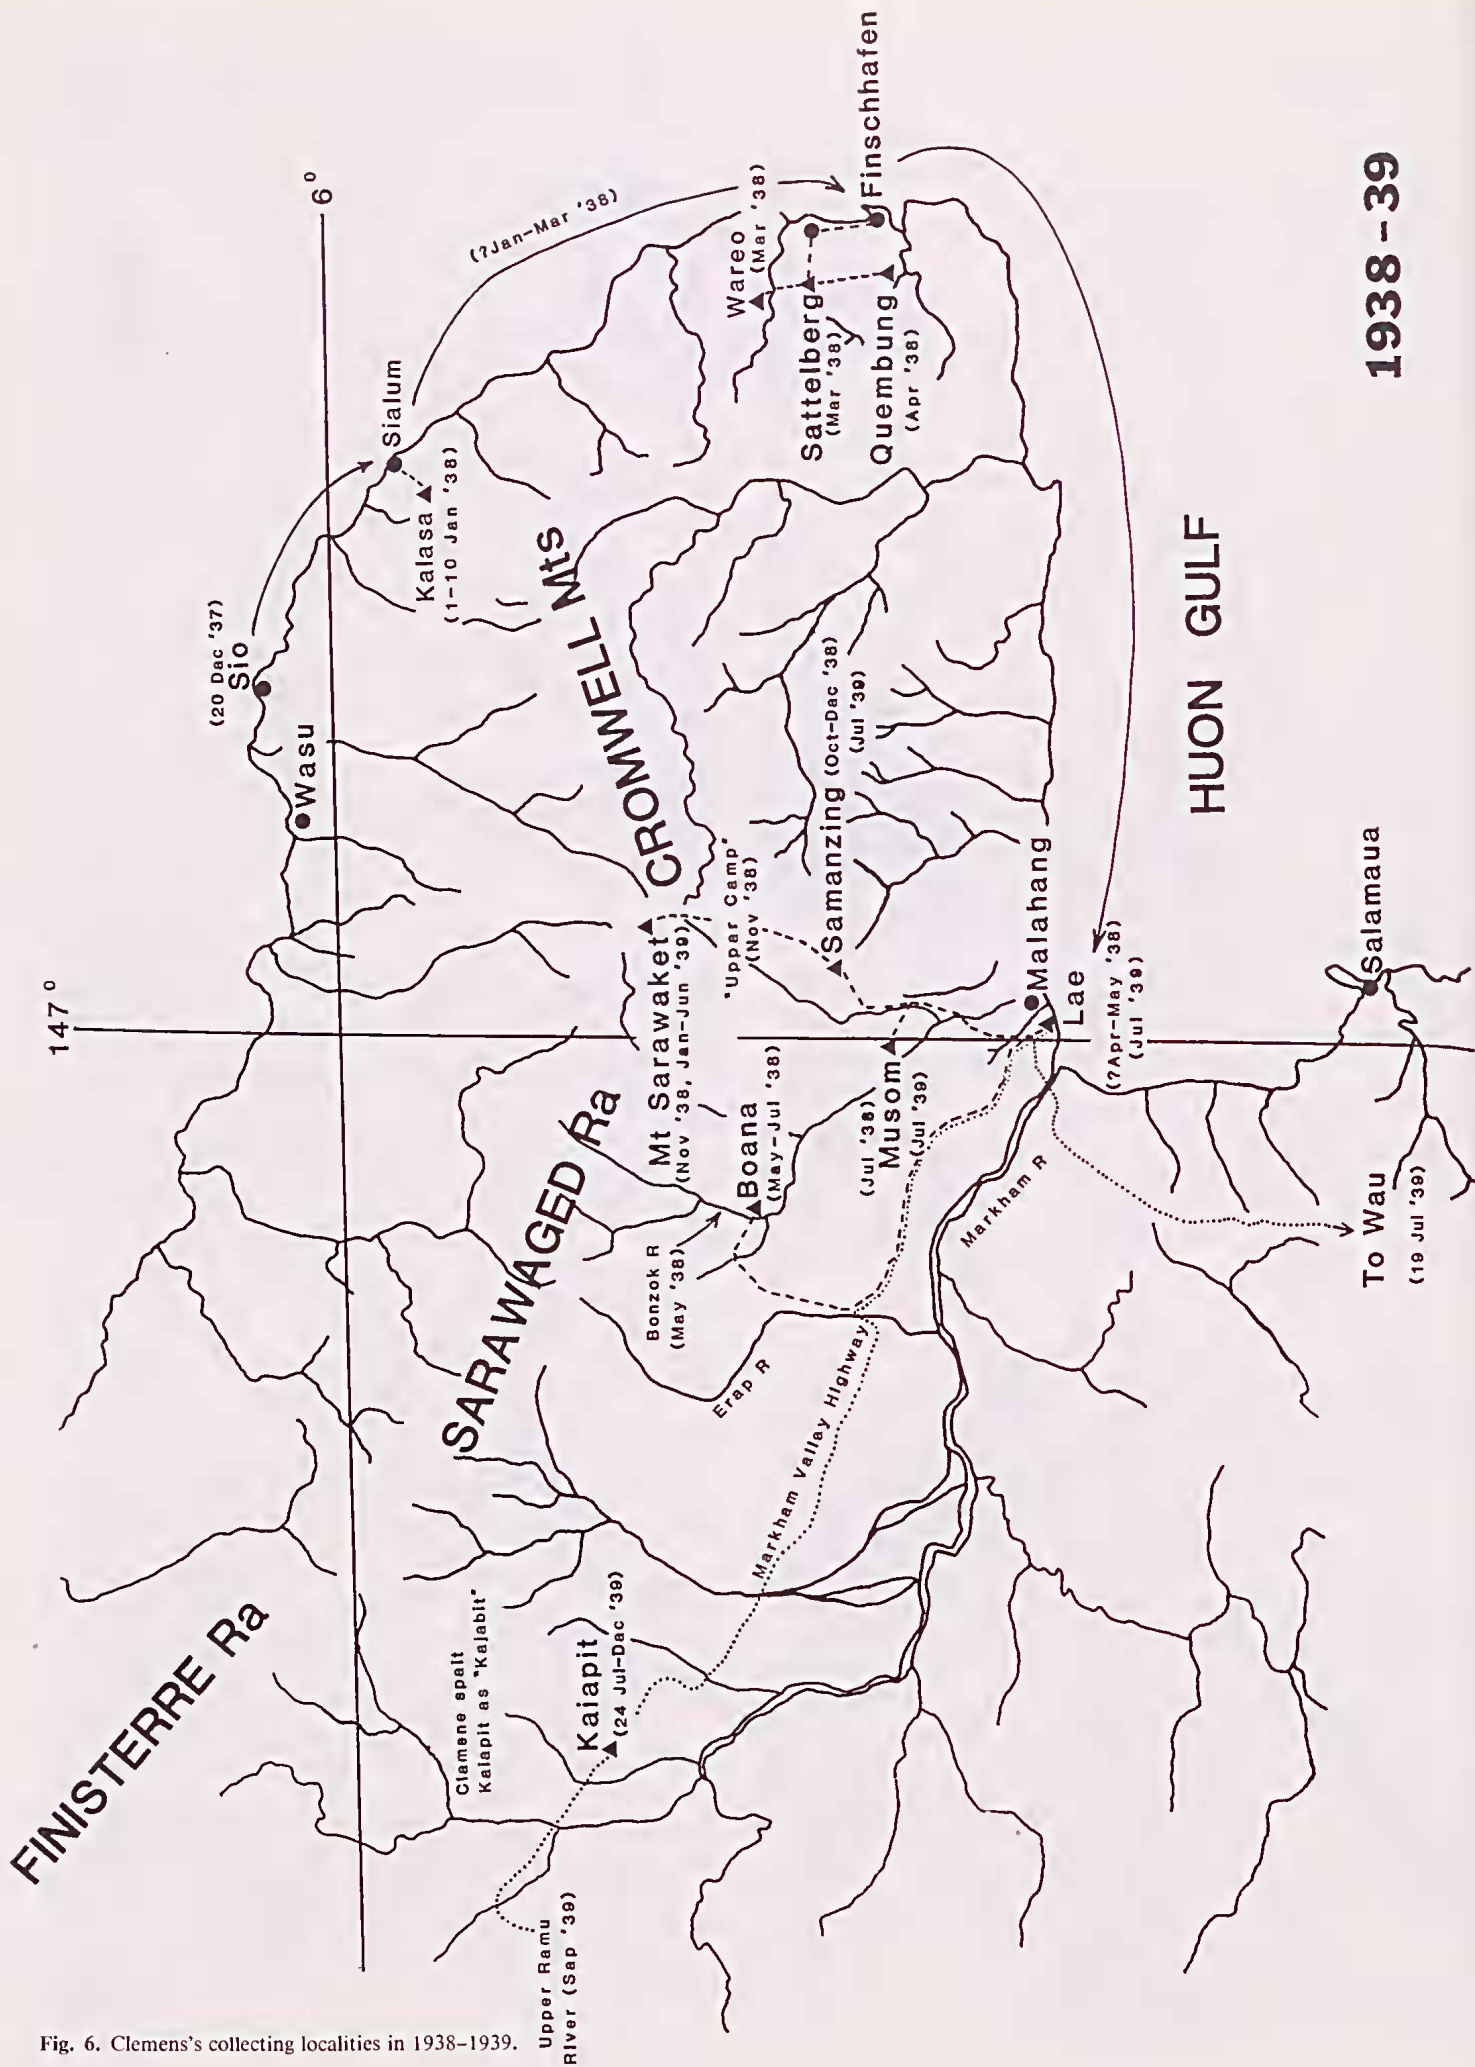 1938-39
6°
147°
(20 Dac '37)
Sio
Wasu
Sialum
Kalasa
(1-10 Jan '38)
(?Jan-Mar '38)
Wareo
(Mar '38)
Finschhafen
Sattelberg
(Mar '38)
Quembung
(Apr '38)
CROMWELL Mts
Mt Sarawaket
(Nov '38, Jan-Jun '39)
"Uppar Camp"
(Nov '38)
Samanzing (Oct-Dac '38)
(Jul '39)
Malahang
Lae
(?Apr-May '38)
(Jul '39)
HUON GULF
Salamaua
To Wau
(19 Jul '39)
Markham R
(Jul '38)
Musom
(Jul '39)
Boana
(May-Jul '38)
Bonzok R
(May '38)
Erap R
SARAWAGED Ra
Markham Vallay Highway
FINISTERRE Ra
Clamene spalt
Kalapit as "Kajabit"
Kaiapit
(24 Jul-Dac '39)
Upper Ramu
River (Sap '39)
Fig. 6. Clemens's collecting localities in 1938-1939.